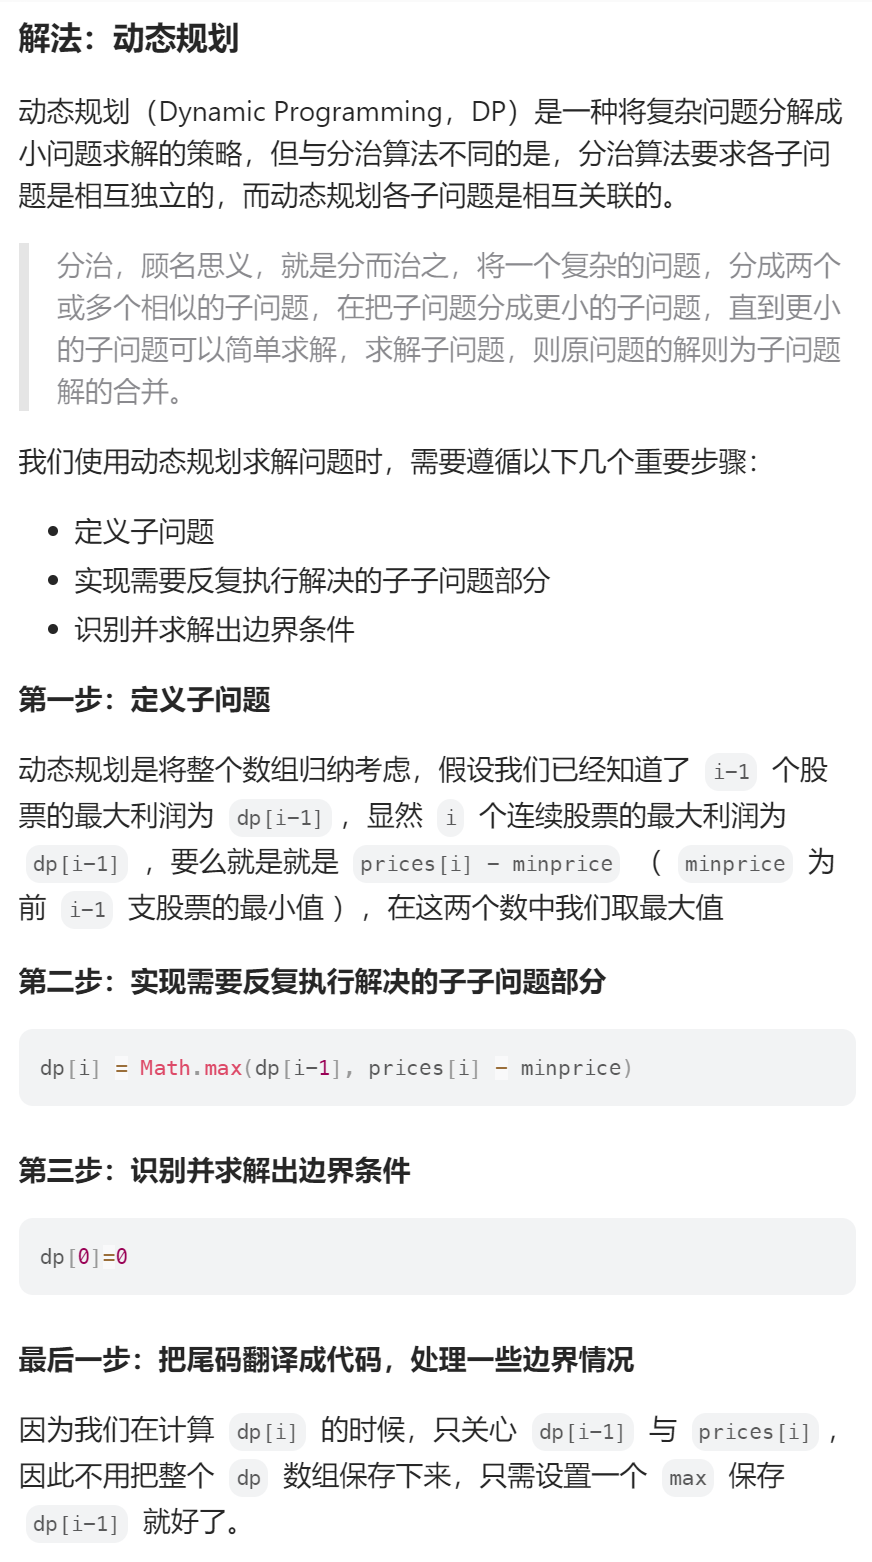 解法：动态规划
动态规划（Dynamic Programming，DP）是一种将复杂问题分解成
小问题求解的策略，但与分治算法不同的是，分治算法要求各子问
题是相互独立的，而动态规划各子问题是相互关联的。
分治，顾名思义，就是分而治之，将一个复杂的问题，分成两个
或多个相似的子问题，在把子问题分成更小的子问题，直到更小
的子问题可以简单求解，求解子问题，则原问题的解则为子问题
解的合并。
我们使用动态规划求解问题时，需要遵循以下几个重要步骤：
• 定义子问题
• 实现需要反复执行解决的子子问题部分
• 识别并求解出边界条件
第一步：定义子问题
动态规划是将整个数组归纳考虑，假设我们已经知道了 i-1 个股
票的最大利润为 dp[i-1]，显然 i 个连续股票的最大利润为
dp[i-1] ，要么就是就是 prices[i] - minprice （ minprice 为
前 i-1 支股票的最小值 ），在这两个数中我们取最大值
第二步：实现需要反复执行解决的子子问题部分
dp[i] = Math.max(dp[i-1], prices[i] - minprice)
第三步：识别并求解出边界条件
dp[0]=0
最后一步：把尾码翻译成代码，处理一些边界情况
因为我们在计算 dp[i] 的时候，只关心 dp[i-1] 与 prices[i]，
因此不用把整个 dp 数组保存下来，只需设置一个 max 保存
dp[i-1] 就好了。